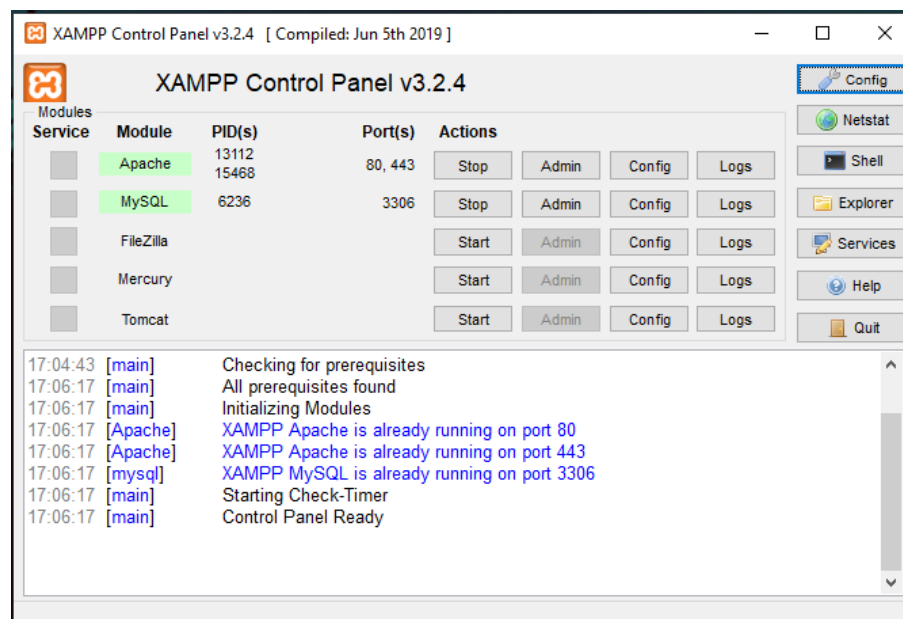 XAMPP Control Panel v3.2.4 [ Compiled: Jun 5th 2019 ]
XAMPP Control Panel v3.2.4
Config
Modules
Service Module PID(s) Port(s) Actions
Netstat
Apache 13112 15468 80, 443 Stop Admin Config Logs
Shell
MySQL 6236 3306 Stop Admin Config Logs
Explorer
FileZilla Start Admin Config Logs
Services
Mercury Start Admin Config Logs
Help
Tomcat Start Admin Config Logs
Quit
17:04:43 [main] Checking for prerequisites
17:06:17 [main] All prerequisites found
17:06:17 [main] Initializing Modules
17:06:17 [Apache] XAMPP Apache is already running on port 80
17:06:17 [Apache] XAMPP Apache is already running on port 443
17:06:17 [mysql] XAMPP MySQL is already running on port 3306
17:06:17 [main] Starting Check-Timer
17:06:17 [main] Control Panel Ready